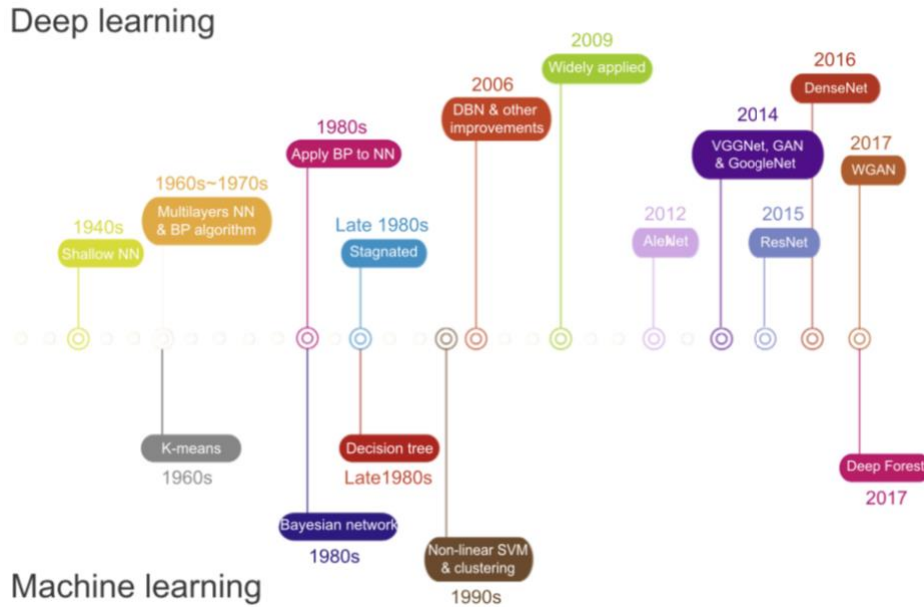 Deep learning
2009
Widely applied
2016
DenseNet
2006
DBN & other
improvements
2014
VGGNet, GAN
& GoogleNet
1980s
Apply BP to NN
2017
WGAN
1960s~1970s
Multilayers NN
& BP algorithm
1940s
Shallow NN
Late 1980s
Stagnated
2012
AlexNet
2015
ResNet
K-means
1960s
Decision tree
Late1980s
Deep Forest
2017
Bayesian network
1980s
Non-linear SVM
& clustering
1990s
Machine learning